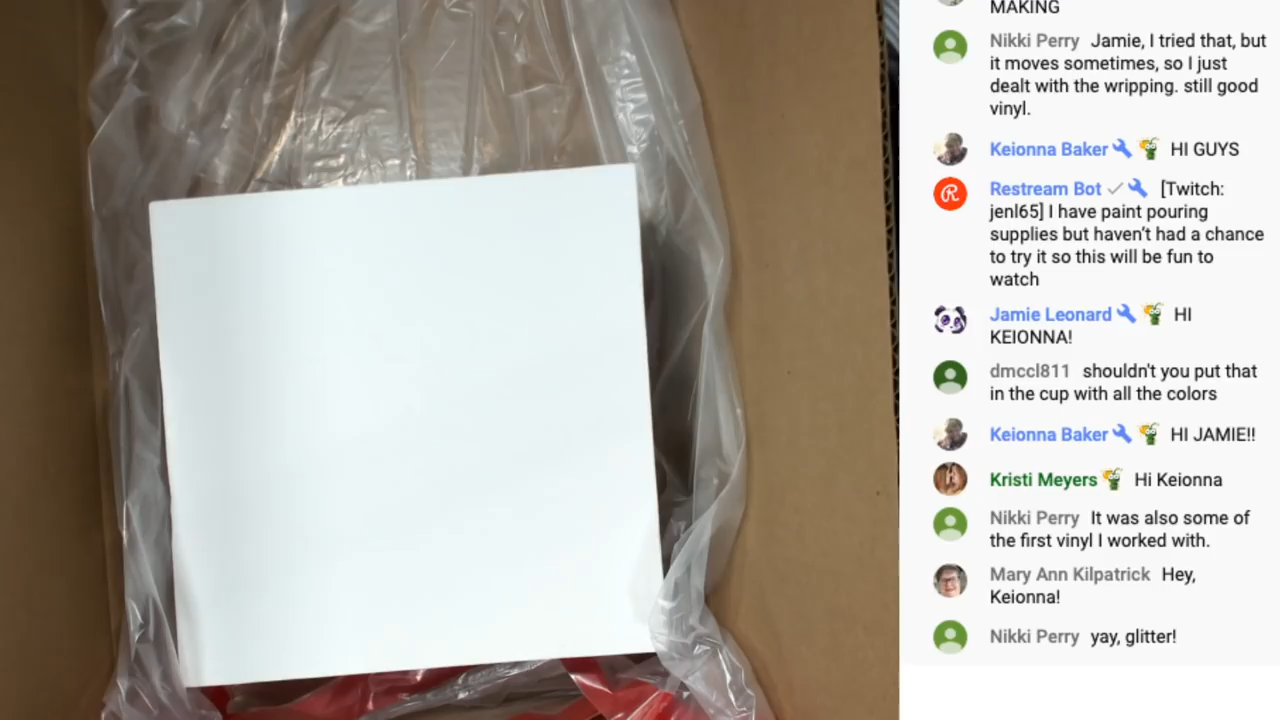 MAKING
Nikki Perry Jamie, I tried that, but
it moves sometimes, so I just
dealt with the wripping. still good
vinyl.
Keionna Baker HI GUYS
Restream Bot [Twitch:
jenl65] I have paint pouring
supplies but haven't had a chance
to try it so this will be fun to
watch
Jamie Leonard HI
KEIONNA!
dmccl811 shouldn't you put that
in the cup with all the colors
Keionna Baker HI JAMIE!!
Kristi Meyers Hi Keionna
Nikki Perry It was also some of
the first vinyl I worked with.
Mary Ann Kilpatrick Hey,
Keionna!
Nikki Perry yay, glitter!